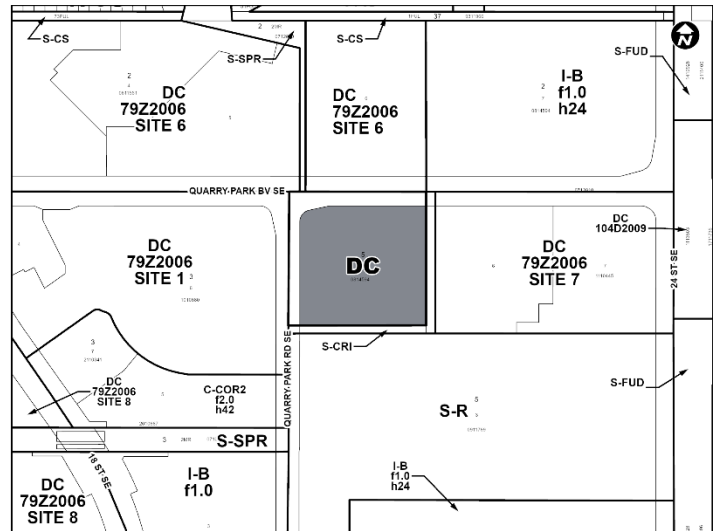 S-CS
S-SPR
S-CS
37
N
S-FUD
DC
79Z2006
SITE 6
DC
79Z2006
SITE 6
I-B
f1.0
h24
QUARRY PARK BV SE
DC
79Z2006
SITE 1
DC
DC
79Z2006
SITE 7
DC
104D2009
24 ST SE
S-CRI
QUARRY PARK RD SE
DC
79Z2006
SITE 8
C-COR2
f2.0
h42
S-FUD
S-R
S-SPR
18 ST SE
DC
79Z2006
SITE 8
I-B
f1.0
I-B
f1.0
h24